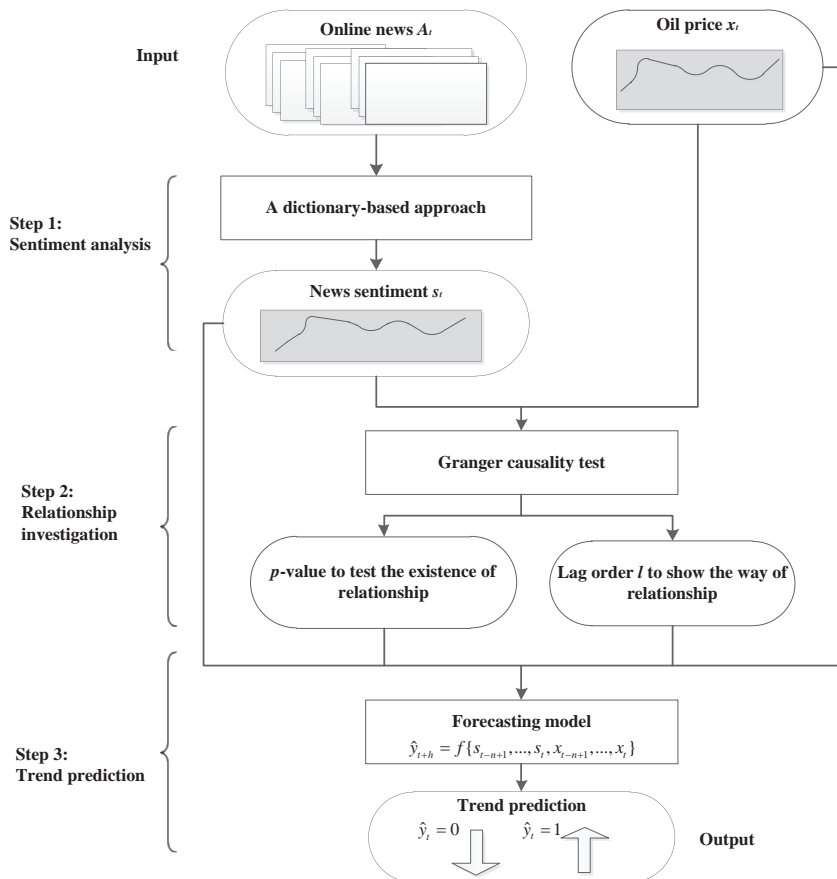 Online news Aₜ
Oil price xₜ
Input
Step 1:
Sentiment analysis
A dictionary-based approach
News sentiment sₜ
Step 2:
Relationship
investigation
Granger causality test
p-value to test the existence of
relationship
Lag order l to show the way of
relationship
Step 3:
Trend prediction
Forecasting model
ŷₜ₊ₕ = f{sₜ₋ₙ₊₁,...,sₜ,xₜ₋ₙ₊₁,...,xₜ}
Trend prediction
ŷₜ = 0
ŷₜ = 1
Output